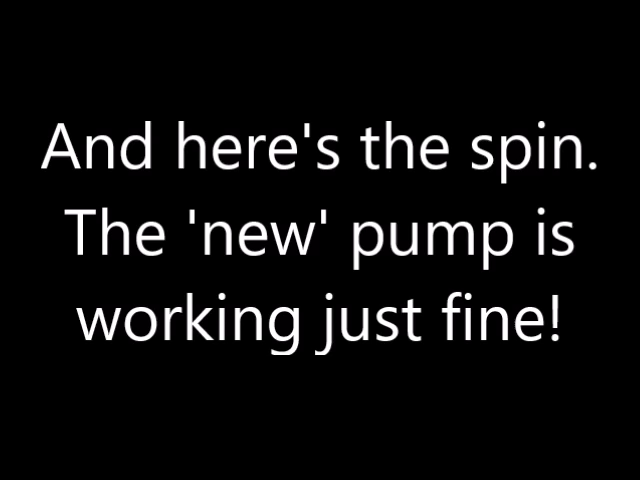 And here's the spin.
The 'new' pump is
working just fine!